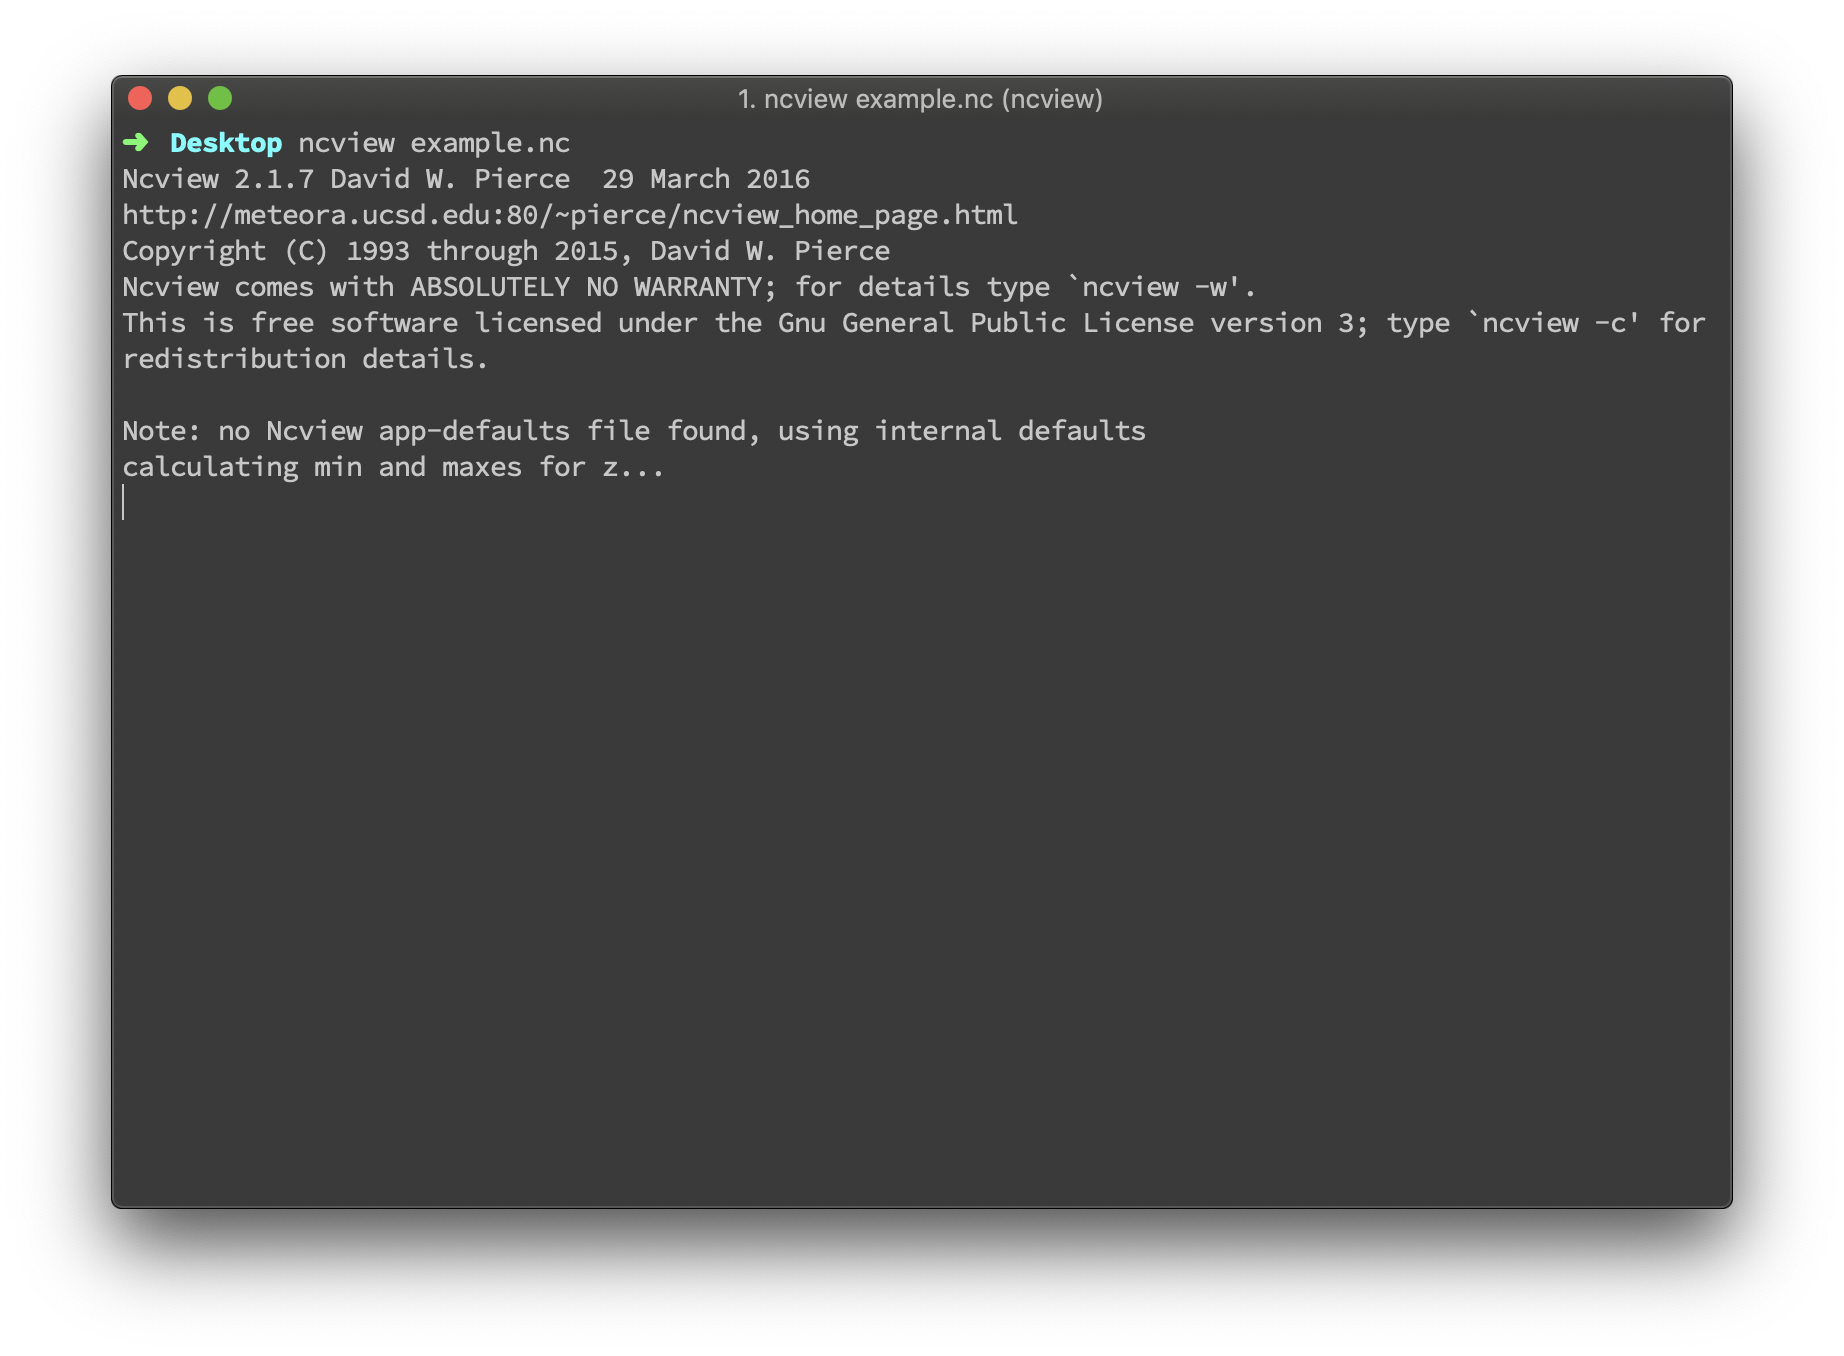 1. ncview example.nc (ncview)
➜ Desktop ncview example.nc
Ncview 2.1.7 David W. Pierce  29 March 2016
http://meteora.ucsd.edu:80/~pierce/ncview_home_page.html
Copyright (C) 1993 through 2015, David W. Pierce
Ncview comes with ABSOLUTELY NO WARRANTY; for details type `ncview -w'.
This is free software licensed under the Gnu General Public License version 3; type `ncview -c' for
redistribution details.
Note: no Ncview app-defaults file found, using internal defaults
calculating min and maxes for z...